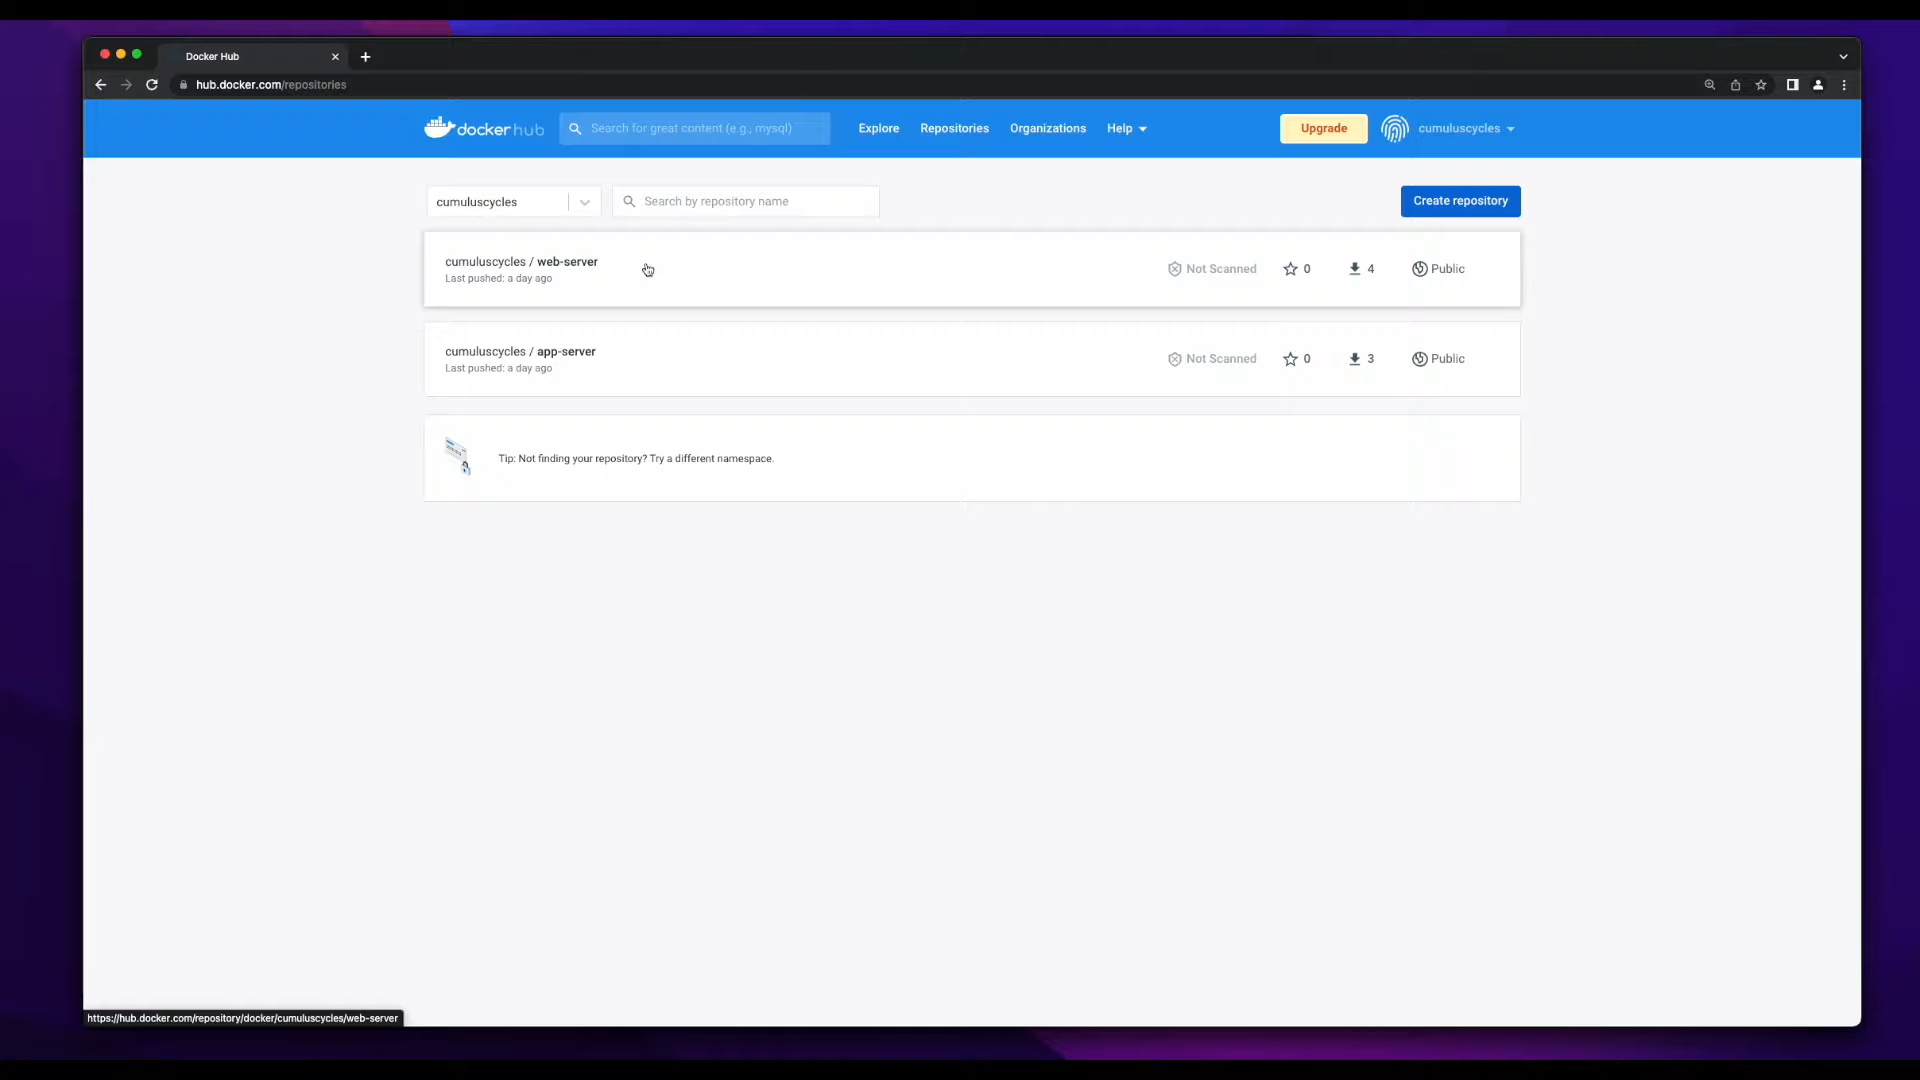 Docker Hub
hub.docker.com/repositories
docker hub
Search for great content (e.g., mysql)
Explore
Repositories
Organizations
Help
Upgrade
cumuluscycles
cumuluscycles
Search by repository name
Create repository
cumuluscycles / web-server
Last pushed: a day ago
Not Scanned
0
4
Public
cumuluscycles / app-server
Last pushed: a day ago
Not Scanned
0
3
Public
Tip: Not finding your repository? Try a different namespace.
https://hub.docker.com/repository/docker/cumuluscycles/web-server